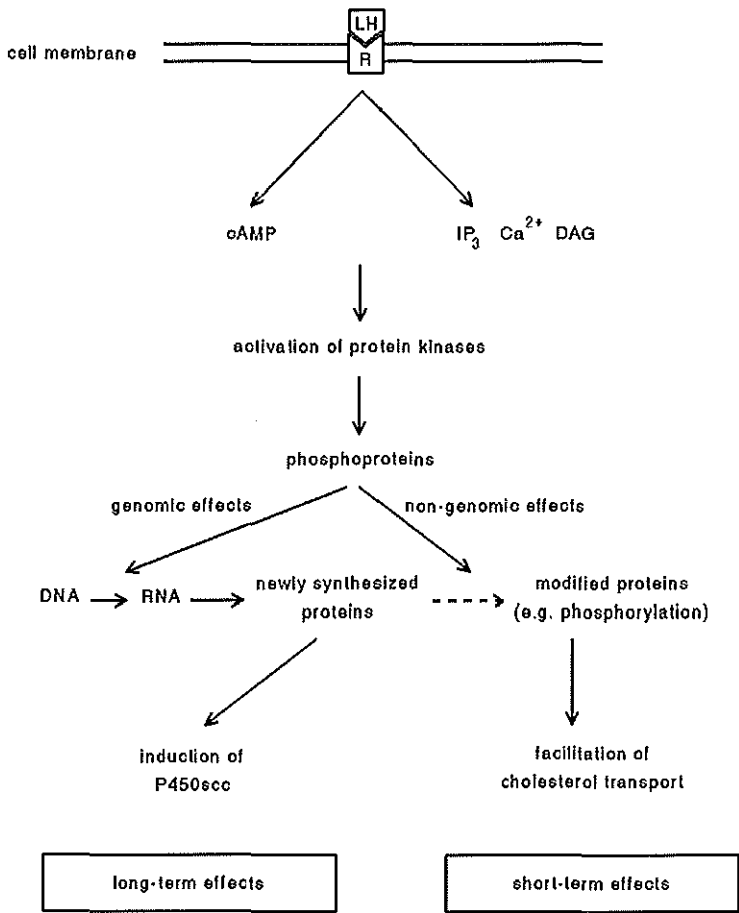 LH
cell membrane
R
cAMP
IP3 Ca2+ DAG
activation of protein kinases
phosphoproteins
genomic effects
non-genomic effects
DNA
RNA
newly synthesized
proteins
modified proteins
(e.g. phosphorylation)
induction of
P450scc
facilitation of
cholesterol transport
long-term effects
short-term effects